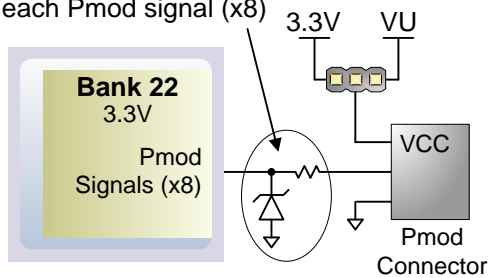 each Pmod signal (x8)
3.3V
VU
Bank 22
3.3V
Pmod
Signals (x8)
VCC
Pmod
Connector